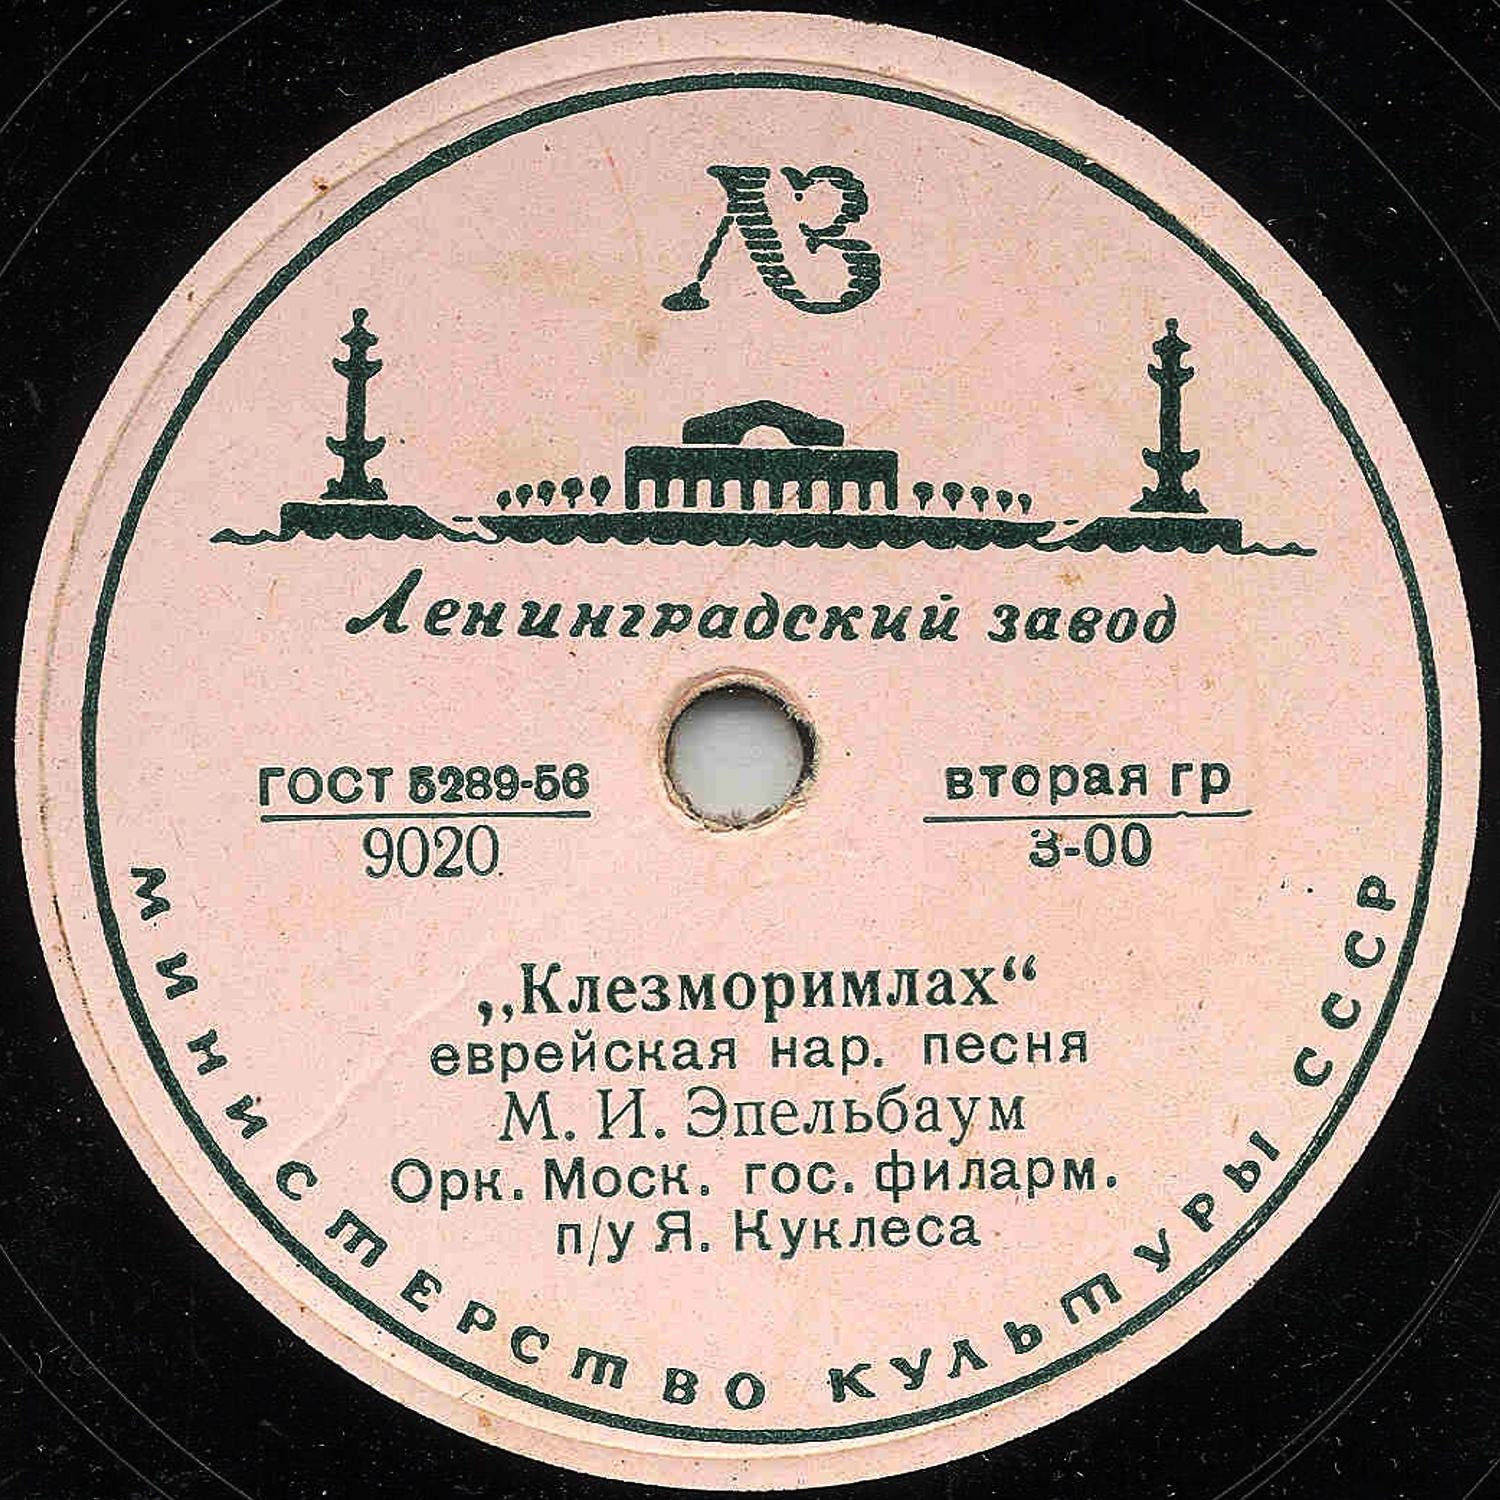 ЛЗ
Ленинградский завод
ГОСТ 5289-56
9020
вторая гр
3-00
„Клезморимлах“
еврейская нар. песня
М. И. Эпельбаум
Орк. Моск. гос. филарм.
п/у Я. Куклеса
МИНИСТЕРСТВО КУЛЬТУРЫ СССР